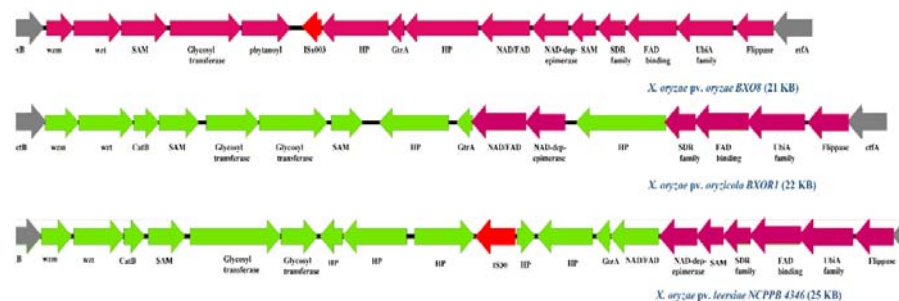 etB wzm wzt SAM Glycosyl transferase phytanoyl ISxo03 HP GtrA HP NAD/FAD NAD-dep-epimerase SAM SDR family FAD binding UbiA family Flippase etfA
X. oryzae pv. oryzae BXO8 (21 KB)
etB wzm wzt CatB SAM Glycosyl transferase Glycosyl transferase SAM HP GtrA NAD/FAD NAD-dep-epimerase HP SDR family FAD binding UbiA family Flippase etfA
X. oryzae pv. oryzicola BXOR1 (22 KB)
B wzm wzt CatB SAM Glycosyl transferase Glycosyl transferase HP HP HP IS30 HP HP GtrA NAD/FAD NAD-dep-epimerase SAM SDR family FAD binding UbiA family Flippase
X. oryzae pv. leersiae NCPPB 4346 (25 KB)